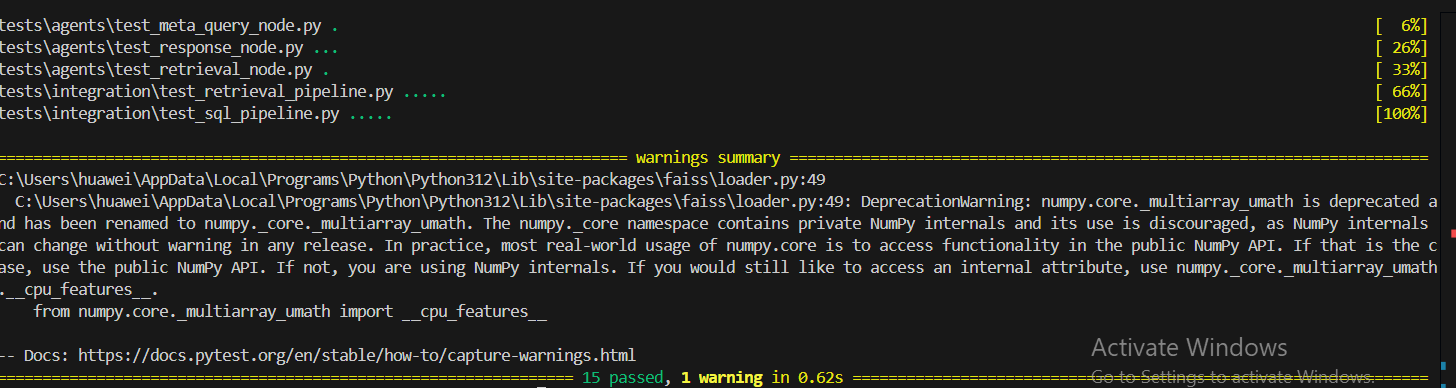 tests\agents\test_meta_query_node.py . [  6%]
tests\agents\test_response_node.py ... [ 26%]
tests\agents\test_retrieval_node.py . [ 33%]
tests\integration\test_retrieval_pipeline.py ..... [ 66%]
tests\integration\test_sql_pipeline.py ..... [100%]
warnings summary
C:\Users\huawei\AppData\Local\Programs\Python\Python312\Lib\site-packages\faiss\loader.py:49
C:\Users\huawei\AppData\Local\Programs\Python\Python312\Lib\site-packages\faiss\loader.py:49: DeprecationWarning: numpy.core._multiarray_umath is deprecated a
nd has been renamed to numpy._core._multiarray_umath. The numpy._core namespace contains private NumPy internals and its use is discouraged, as NumPy internals
can change without warning in any release. In practice, most real-world usage of numpy.core is to access functionality in the public NumPy API. If that is the c
ase, use the public NumPy API. If not, you are using NumPy internals. If you would still like to access an internal attribute, use numpy._core._multiarray_umath
.__cpu_features__.
from numpy.core._multiarray_umath import __cpu_features__
-- Docs: https://docs.pytest.org/en/stable/how-to/capture-warnings.html
Activate Windows
15 passed, 1 warning in 0.62s
Go to Settings to activate Windows.